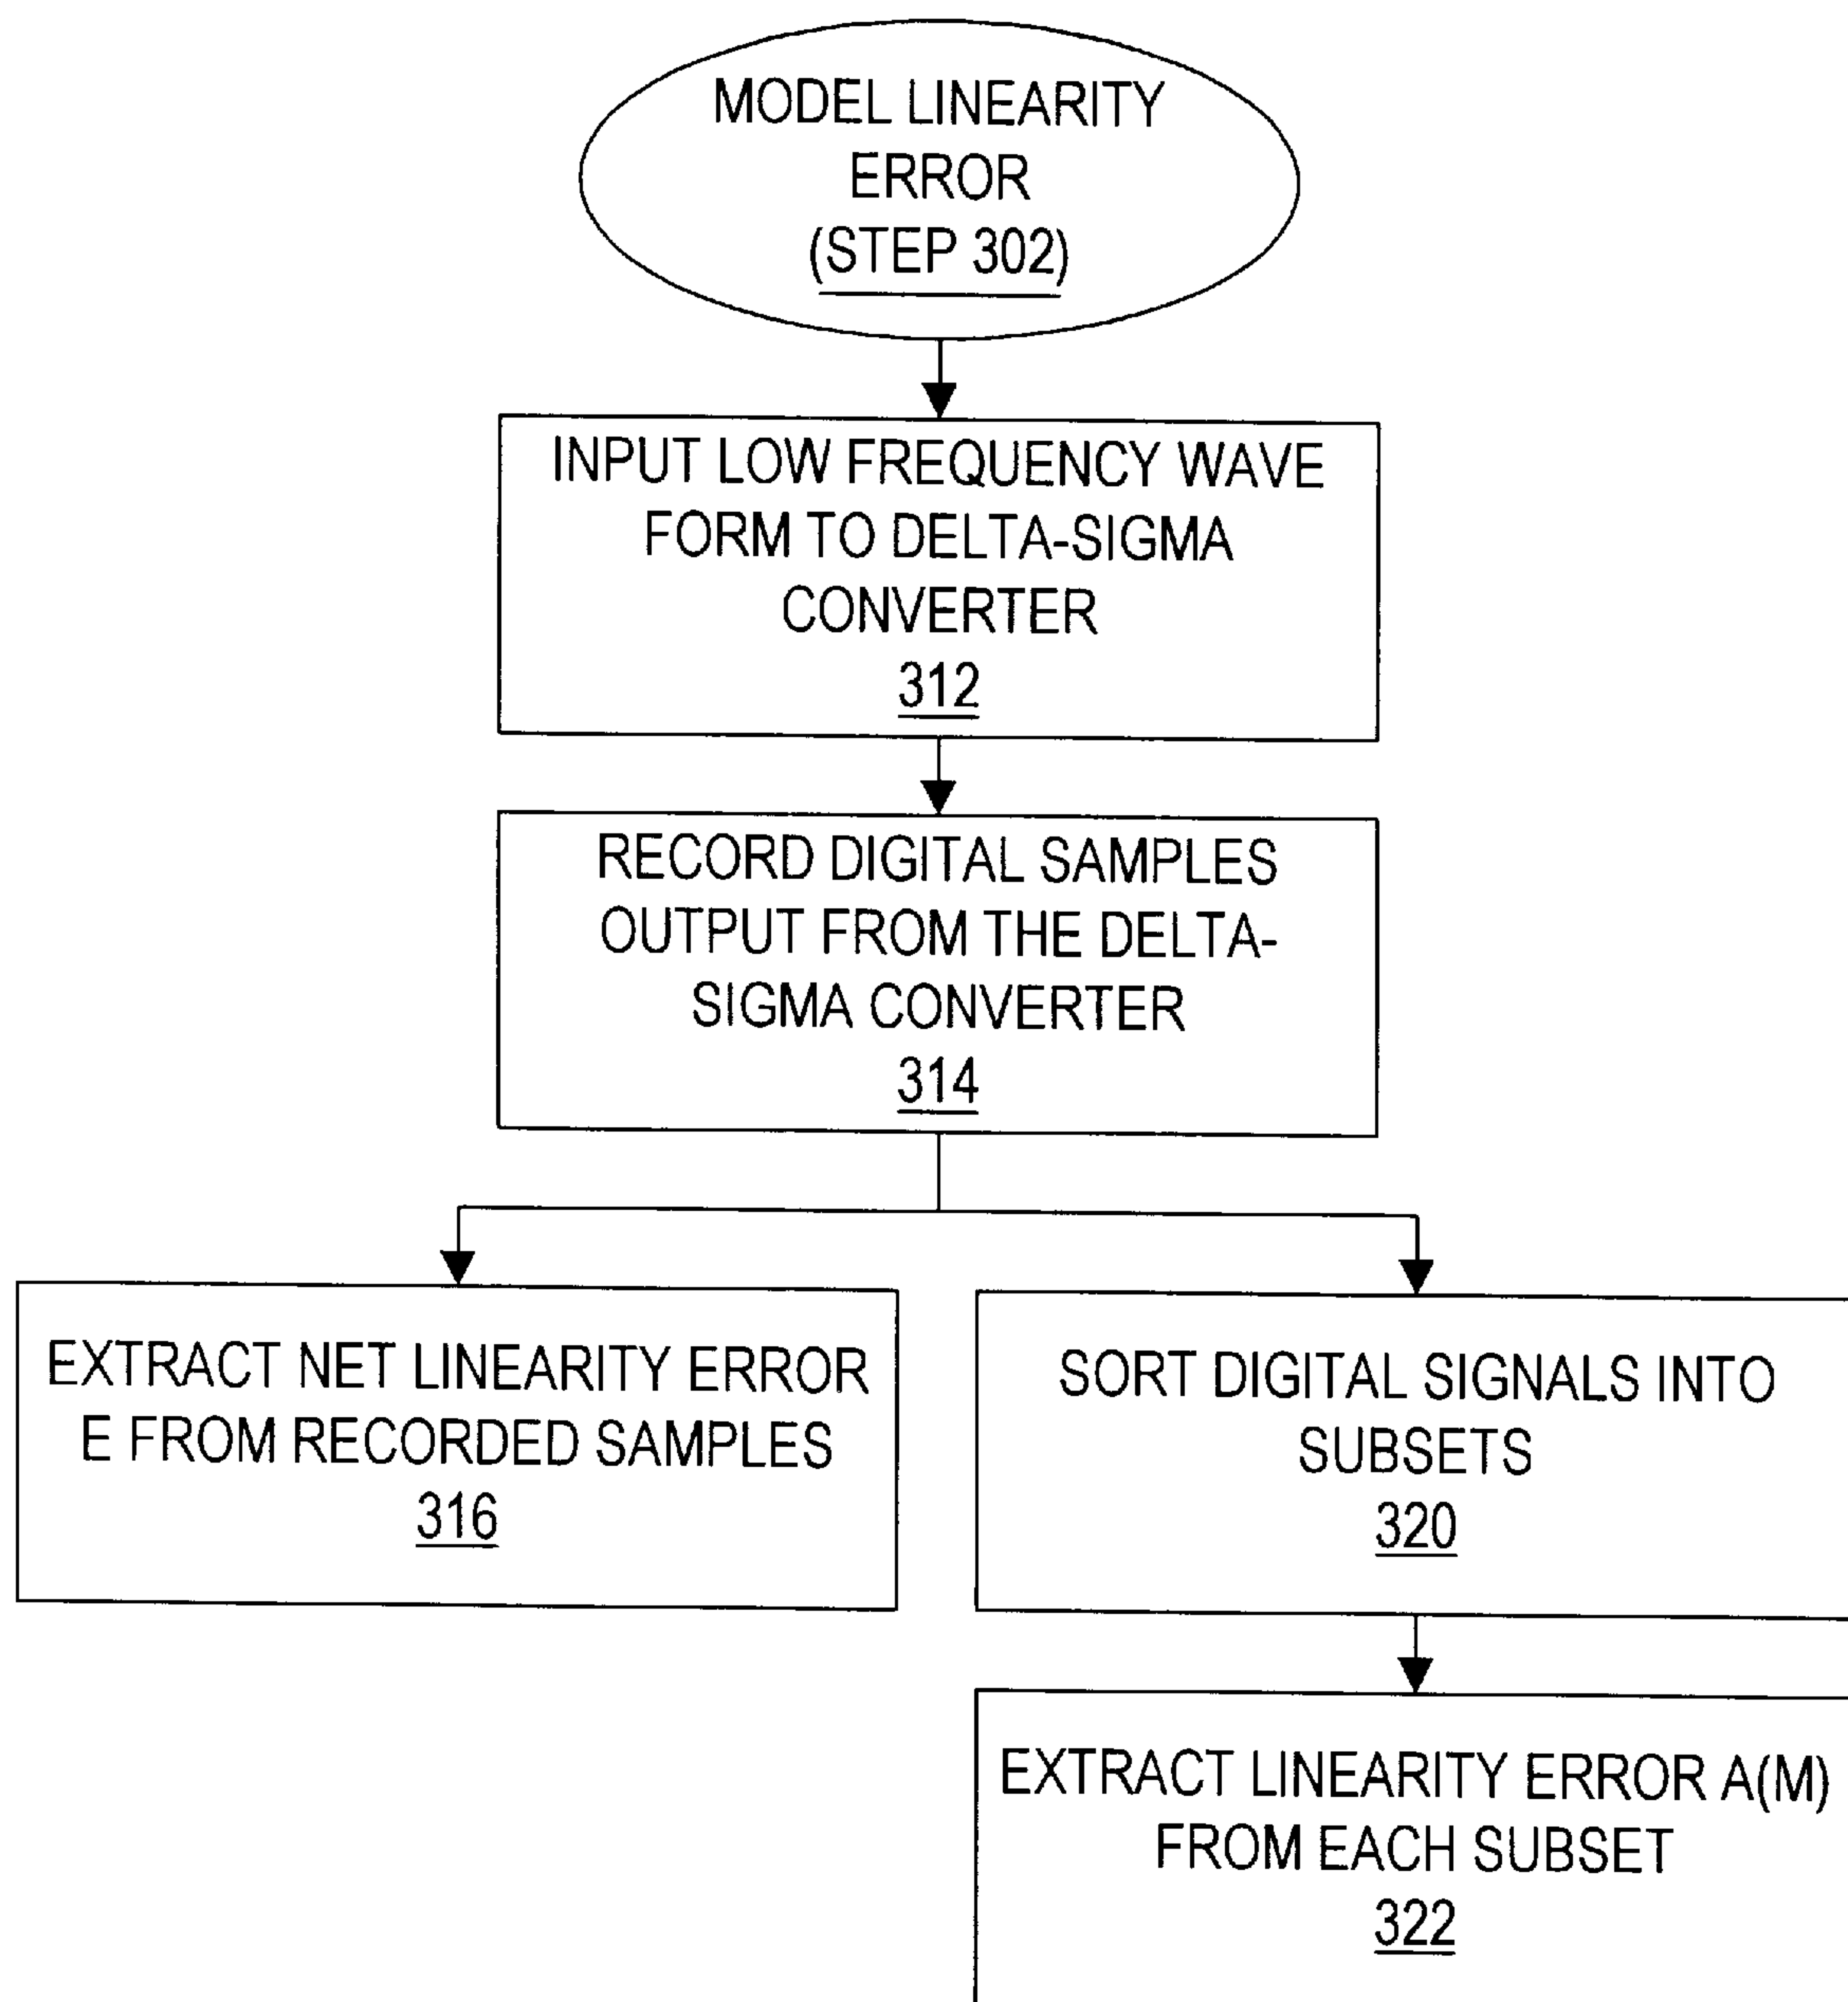 MODEL LINEARITY
ERROR
(STEP 302)
INPUT LOW FREQUENCY WAVE
FORM TO DELTA-SIGMA
CONVERTER
312
RECORD DIGITAL SAMPLES
OUTPUT FROM THE DELTA-
SIGMA CONVERTER
314
EXTRACT NET LINEARITY ERROR
E FROM RECORDED SAMPLES
316
SORT DIGITAL SIGNALS INTO
SUBSETS
320
EXTRACT LINEARITY ERROR A(M)
FROM EACH SUBSET
322